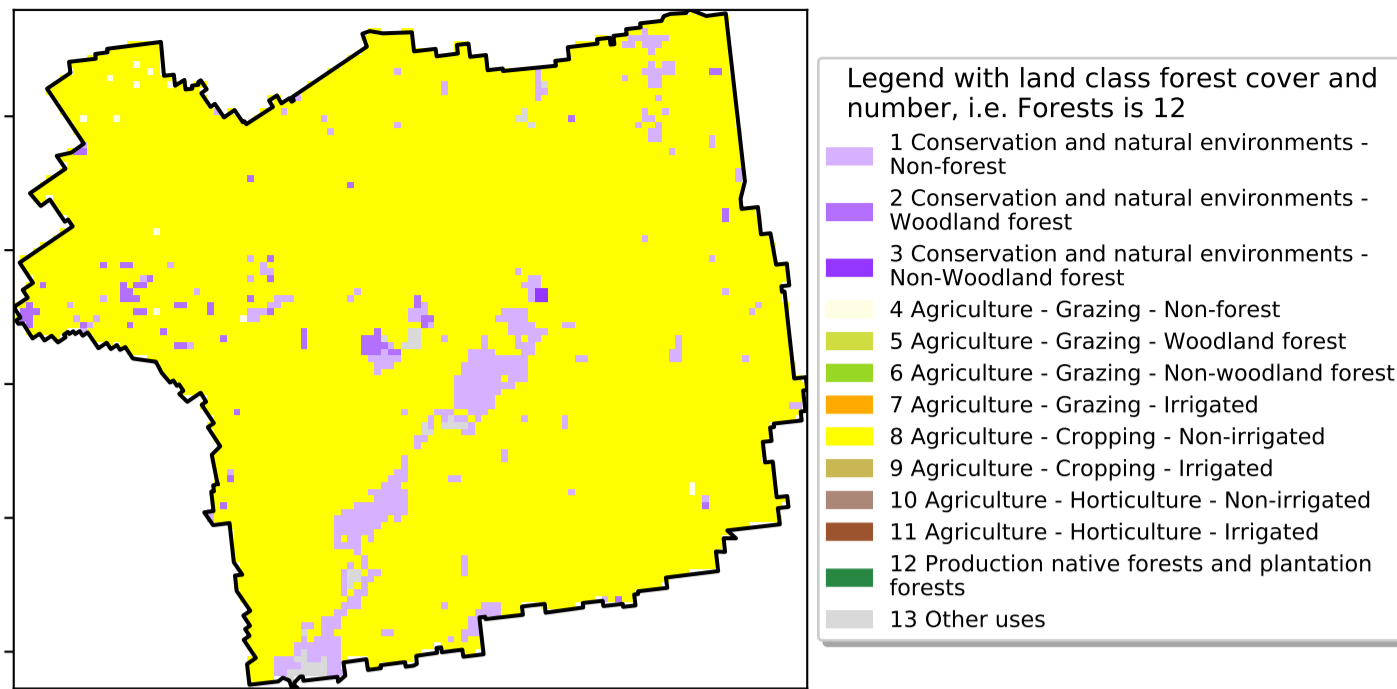 Legend with land class forest cover and
number, i.e. Forests is 12
1 Conservation and natural environments -
Non-forest
2 Conservation and natural environments -
Woodland forest
3 Conservation and natural environments -
Non-Woodland forest
4 Agriculture - Grazing - Non-forest
5 Agriculture - Grazing - Woodland forest
6 Agriculture - Grazing - Non-woodland forest
7 Agriculture - Grazing - Irrigated
8 Agriculture - Cropping - Non-irrigated
9 Agriculture - Cropping - Irrigated
10 Agriculture - Horticulture - Non-irrigated
11 Agriculture - Horticulture - Irrigated
12 Production native forests and plantation
forests
13 Other uses